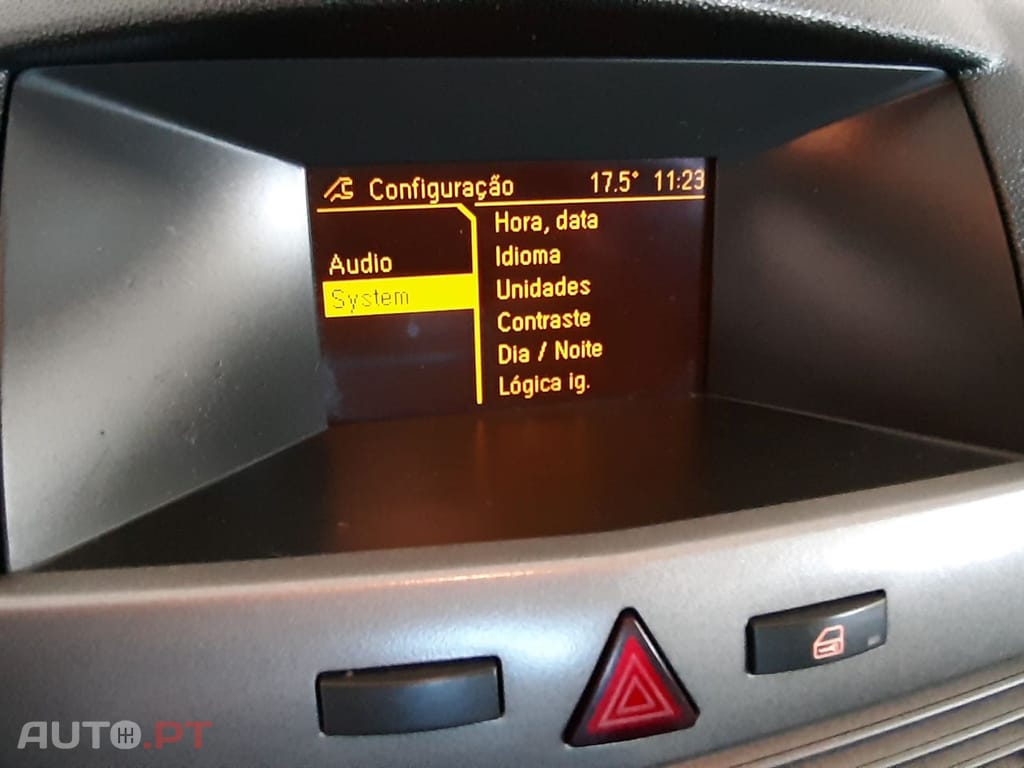 Configuração 17.5° 11:23
Audio
System
Hora, data
Idioma
Unidades
Contraste
Dia / Noite
Lógica ig.
AUTO.PT